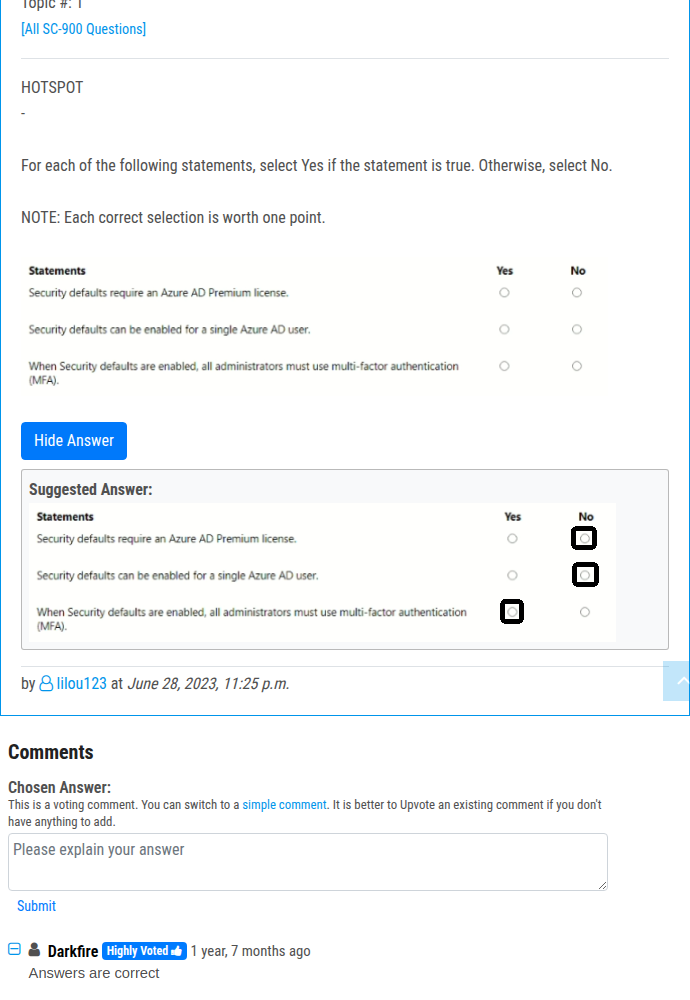 Topic #: 1
[All SC-900 Questions]
HOTSPOT
-
For each of the following statements, select Yes if the statement is true. Otherwise, select No.
NOTE: Each correct selection is worth one point.
Statements Yes No
Security defaults require an Azure AD Premium license.
Security defaults can be enabled for a single Azure AD user.
When Security defaults are enabled, all administrators must use multi-factor authentication
(MFA).
Hide Answer
Suggested Answer:
Statements Yes No
Security defaults require an Azure AD Premium license.
Security defaults can be enabled for a single Azure AD user.
When Security defaults are enabled, all administrators must use multi-factor authentication
(MFA).
by lilou123 at June 28, 2023, 11:25 p.m.
Comments
Chosen Answer:
This is a voting comment. You can switch to a simple comment. It is better to Upvote an existing comment if you don't
have anything to add.
Please explain your answer
Submit
Darkfire Highly Voted 1 year, 7 months ago
Answers are correct